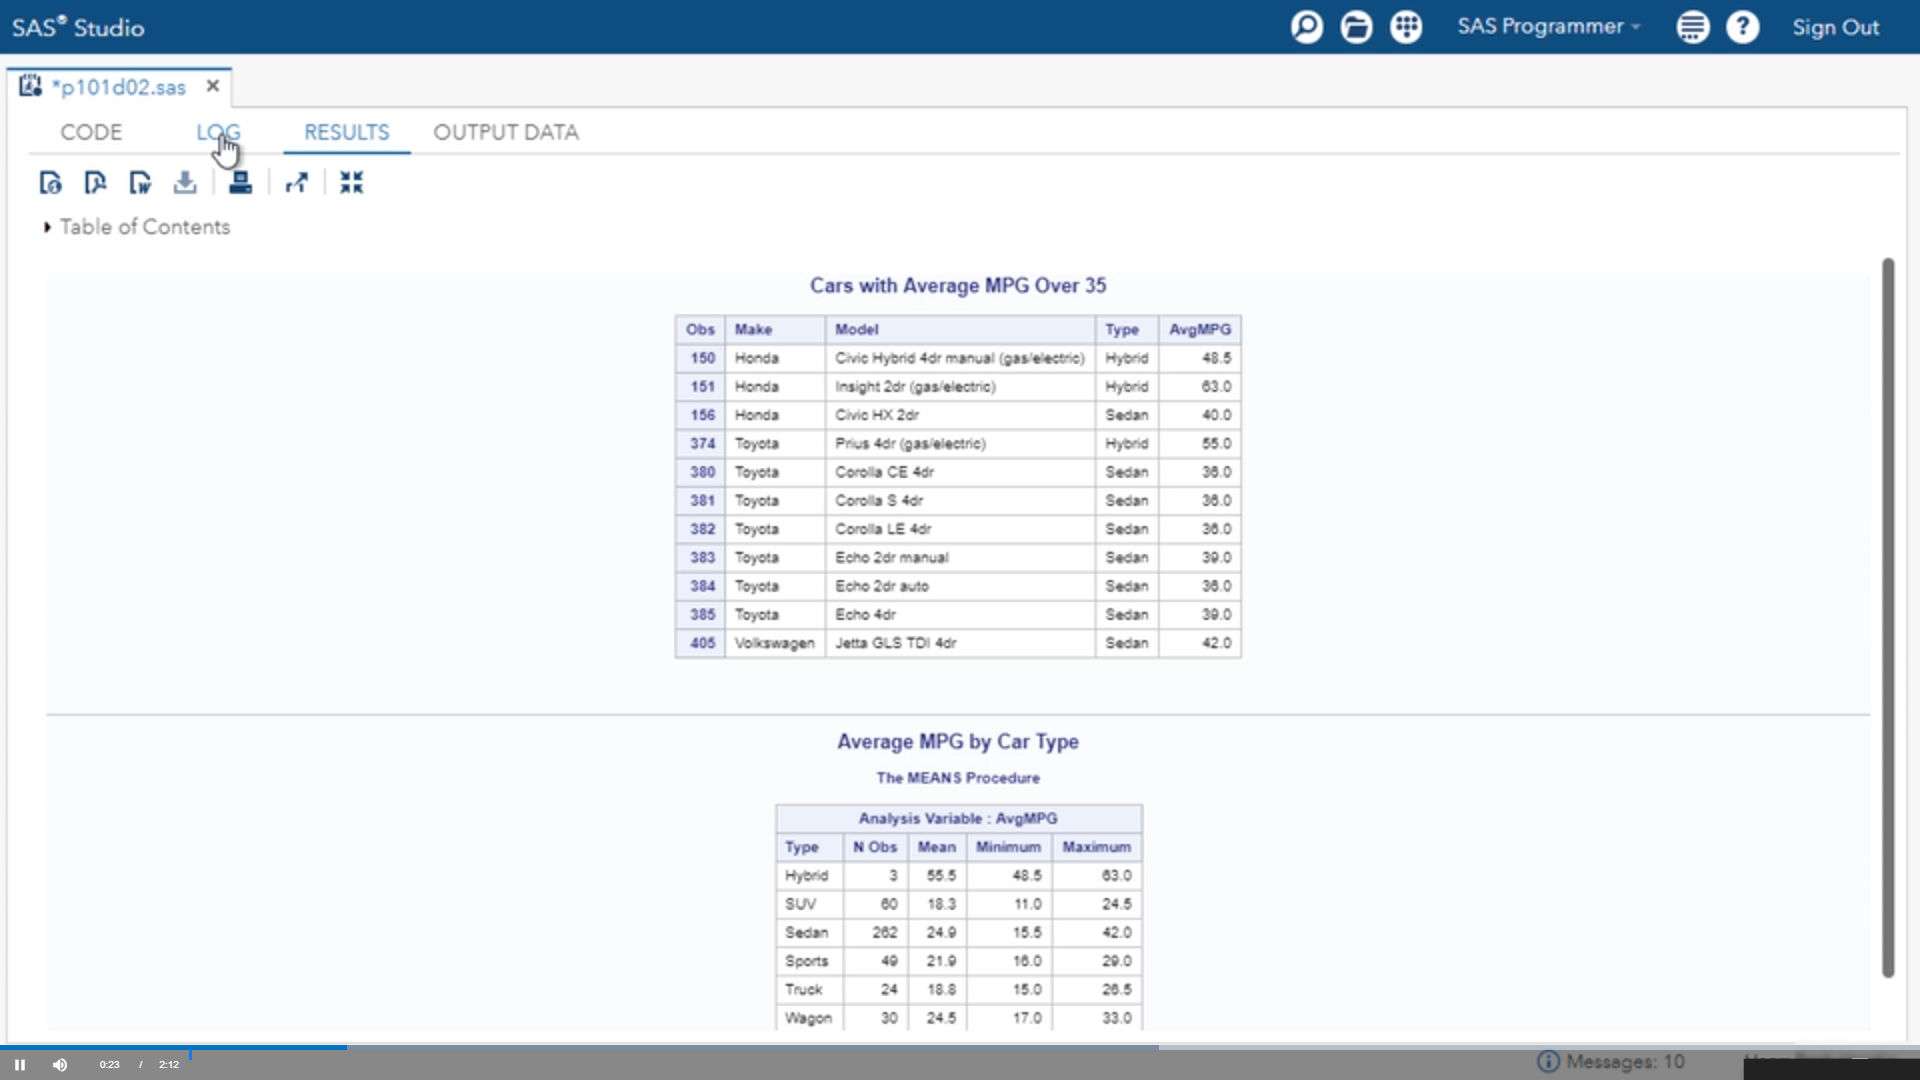 SAS® Studio
SAS Programmer
Sign Out
*p101d02.sas
CODE LOG RESULTS OUTPUT DATA
Table of Contents
Cars with Average MPG Over 35
Obs Make Model Type AvgMPG
150 Honda Civic Hybrid 4dr manual (gas/electric) Hybrid 48.5
151 Honda Insight 2dr (gas/electric) Hybrid 63.0
156 Honda Civic HX 2dr Sedan 40.0
374 Toyota Prius 4dr (gas/electric) Hybrid 55.0
380 Toyota Corolla CE 4dr Sedan 36.0
381 Toyota Corolla S 4dr Sedan 36.0
382 Toyota Corolla LE 4dr Sedan 36.0
383 Toyota Echo 2dr manual Sedan 39.0
384 Toyota Echo 2dr auto Sedan 36.0
385 Toyota Echo 4dr Sedan 39.0
405 Volkswagen Jetta GLS TDI 4dr Sedan 42.0
Average MPG by Car Type
The MEANS Procedure
Analysis Variable : AvgMPG
Type N Obs Mean Minimum Maximum
Hybrid 3 55.5 48.5 63.0
SUV 60 18.3 11.0 24.5
Sedan 262 24.9 15.5 42.0
Sports 49 21.9 16.0 29.0
Truck 24 18.8 15.0 26.5
Wagon 30 24.5 17.0 33.0
0:23 / 2:12
Messages: 10